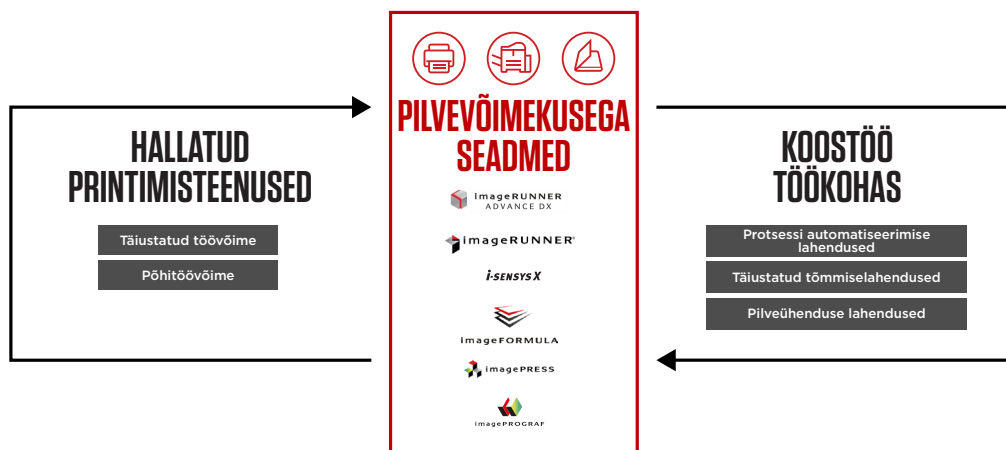 HALLATUD
PRINTIMISTEENUSED
Täiustatud töövõime
Põhitöövõime
PILVEVÕIMEKUSEGA
SEADMED
imageRUNNER
ADVANCE DX
imageRUNNER
i-SENSYS X
imageFORMULA
imagePRESS
imagePROGRAF
KOOSTÖÖ
TÖÖKOHAS
Protsessi automatiseerimise
lahendused
Täiustatud tõmmiselahendused
Pilveühenduse lahendused